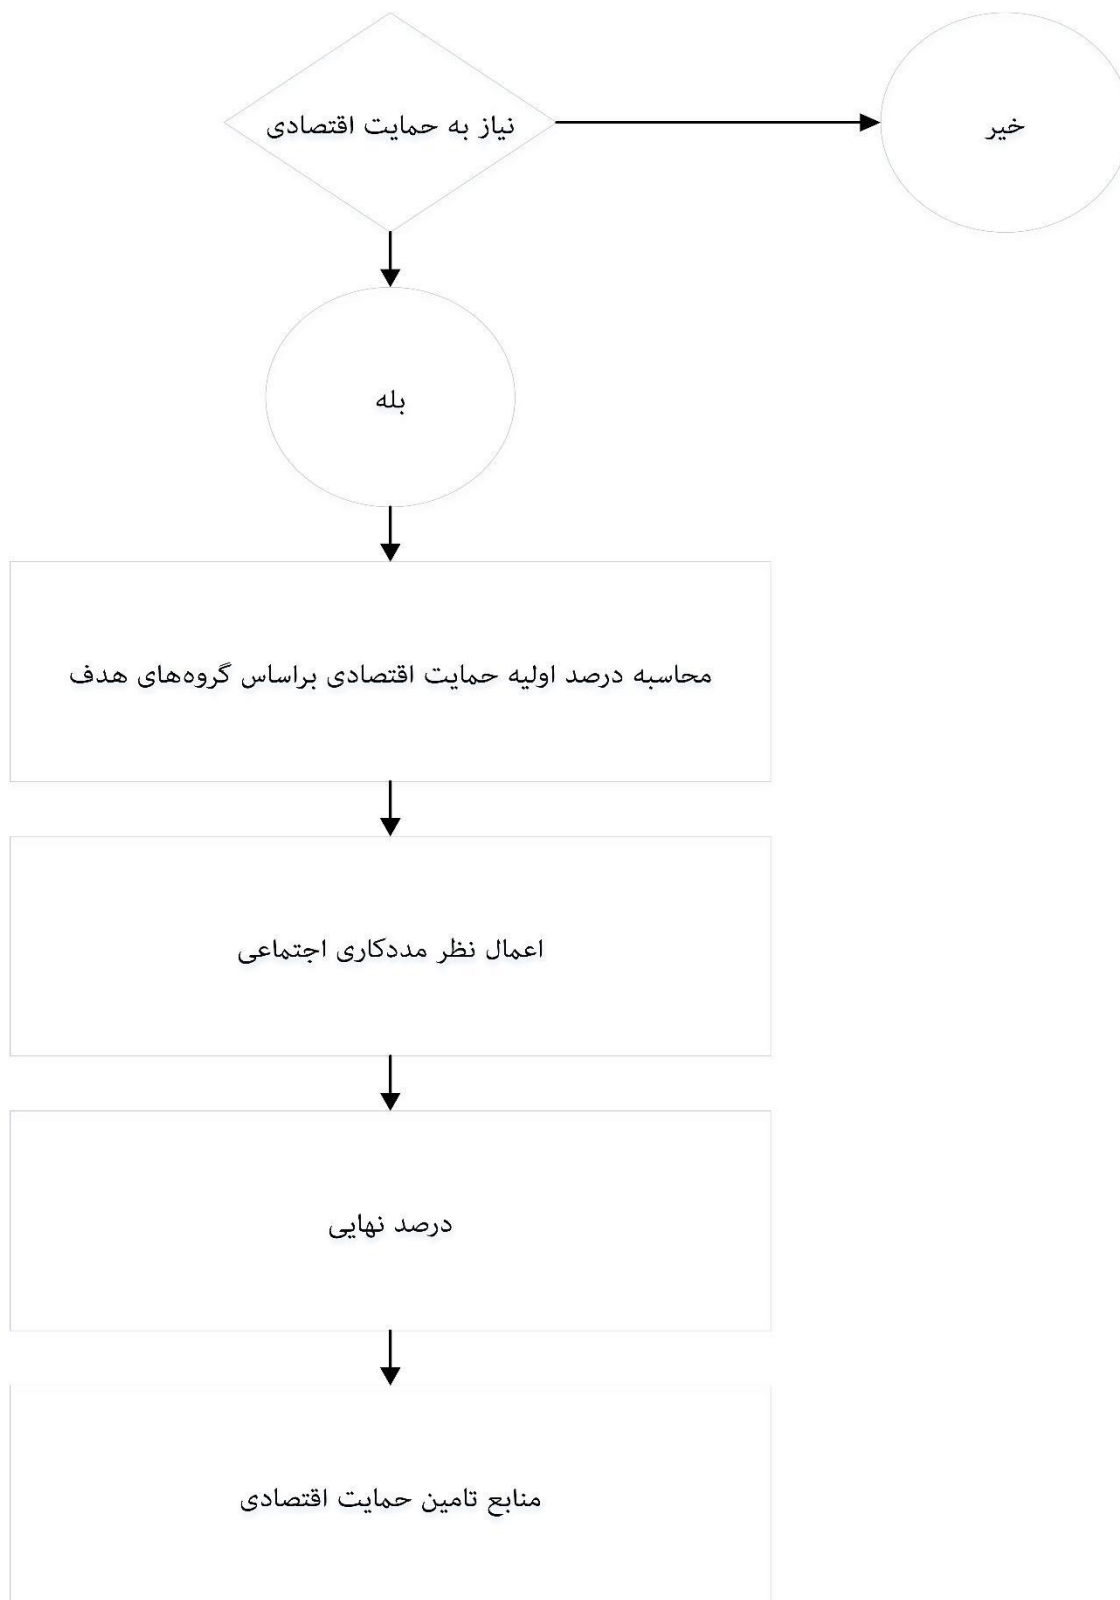 نیاز به حمایت اقتصادی
خیر
بله
محاسبه درصد اولیه حمایت اقتصادی براساس گروه‌های هدف
اعمال نظر مددکاری اجتماعی
درصد نهایی
منابع تامین حمایت اقتصادی